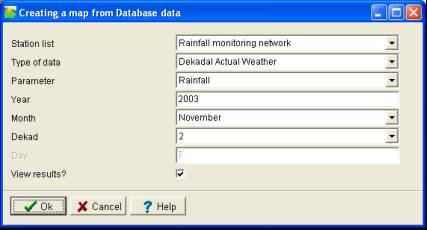 Creating a map from Database data
Station list Rainfall monitoring network
Type of data Dekadal Actual Weather
Parameter Rainfall
Year 2003
Month November
Dekad 2
Day 7
View results?
Ok Cancel ? Help